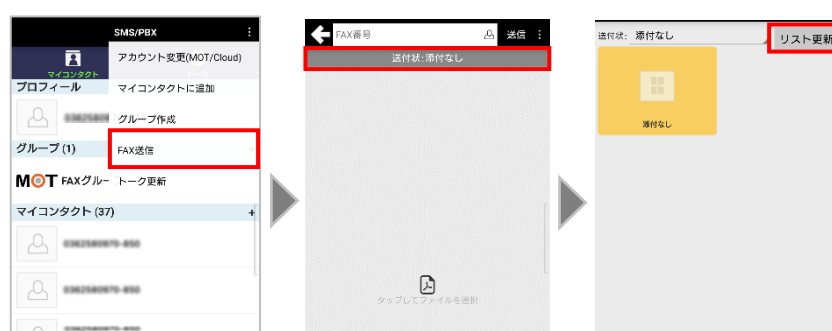 SMS/PBX
アカウント変更(MOT/Cloud)
マイコンタクト
プロフィール
マイコンタクトに追加
グループ作成
グループ (1)
FAX送信
MOT FAXグルー
トーク更新
マイコンタクト (37)
+
FAX番号
送信
送付状:添付なし
タップしてファイルを選択
送付状: 添付なし
リスト更新
添付なし